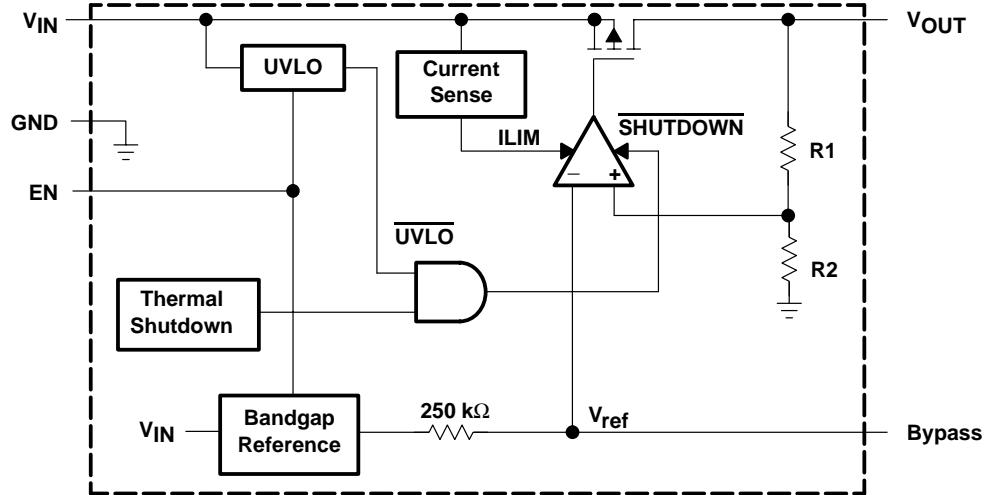 VIN
VOUT
UVLO
Current
Sense
GND
SHUTDOWN
ILIM
R1
EN
− +
UVLO
R2
Thermal
Shutdown
250 kΩ
Vref
VIN
Bandgap
Reference
Bypass